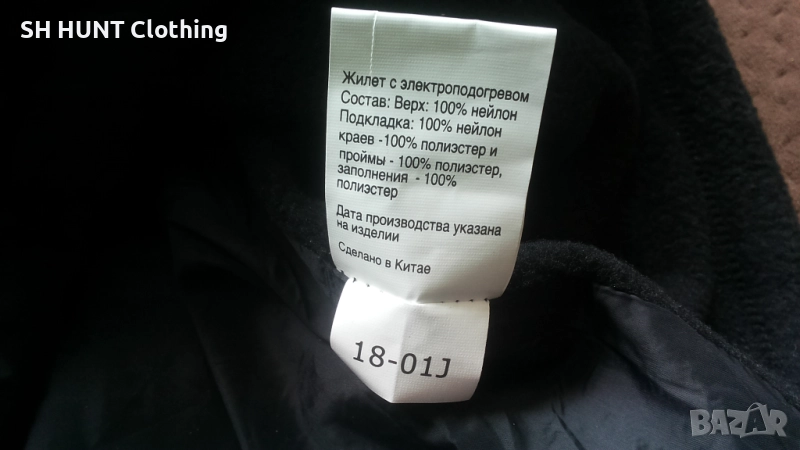 SH HUNT Clothing
Жилет с электроподогревом
Состав: Верх: 100% нейлон
Подкладка: 100% нейлон
краев -100% полиэстер и
проймы - 100% полиэстер,
заполнения - 100%
полиэстер
Дата производства указана
на изделии
Сделано в Китае
18-01J
BAZAR